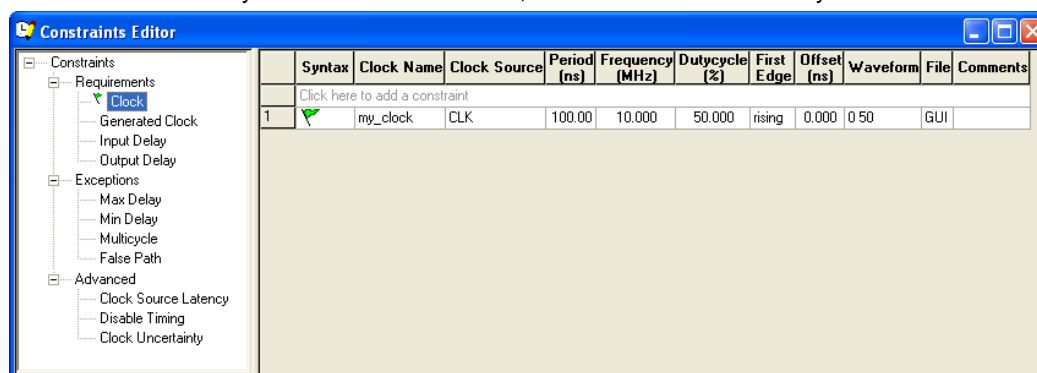 Constraints Editor
Constraints
Requirements
Clock
Generated Clock
Input Delay
Output Delay
Exceptions
Max Delay
Min Delay
Multicycle
False Path
Advanced
Clock Source Latency
Disable Timing
Clock Uncertainty
Syntax Clock Name Clock Source Period (ns) Frequency (MHz) Dutycycle (%) First Edge Offset (ns) Waveform File Comments
Click here to add a constraint
1 my_clock CLK 100.00 10.000 50.000 rising 0.000 0 50 GUI